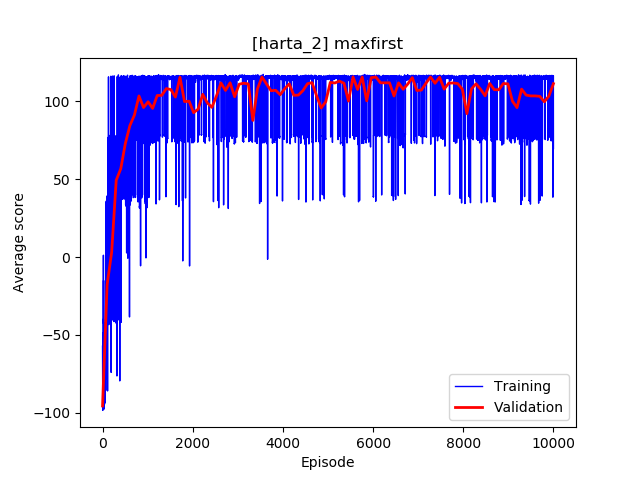 [harta_2] maxfirst
Average score
100
50
0
−50
−100
0 2000 4000 6000 8000 10000
Episode
Training
Validation